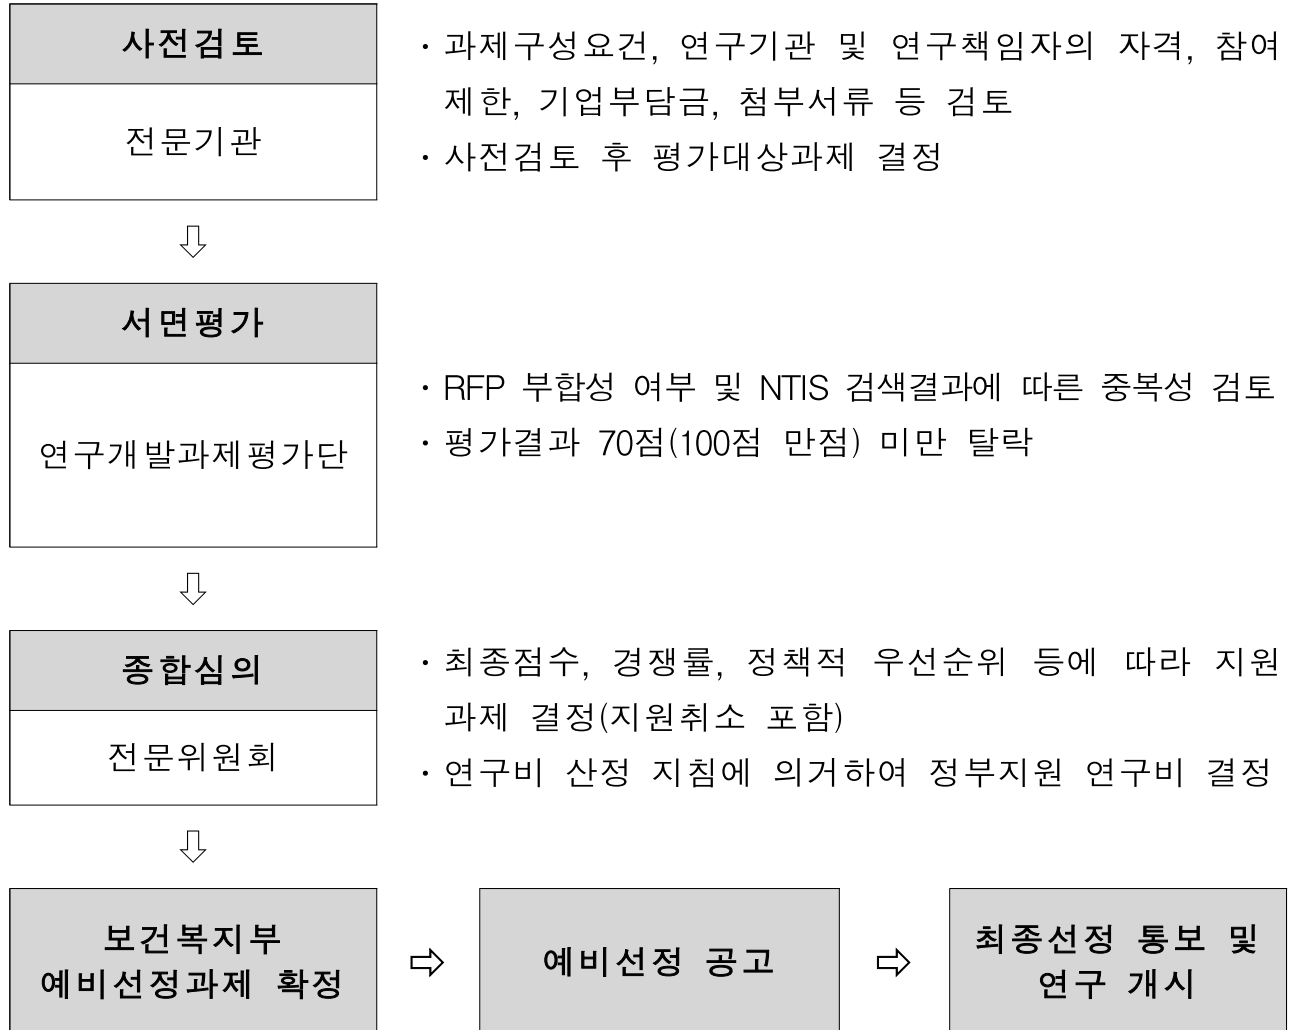 사전검토
전문기관
· 과제구성요건, 연구기관 및 연구책임자의 자격, 참여
제한, 기업부담금, 첨부서류 등 검토
· 사전검토 후 평가대상과제 결정
⇩
서면평가
연구개발과제평가단
· RFP 부합성 여부 및 NTIS 검색결과에 따른 중복성 검토
· 평가결과 70점(100점 만점) 미만 탈락
⇩
종합심의
전문위원회
· 최종점수, 경쟁률, 정책적 우선순위 등에 따라 지원
과제 결정(지원취소 포함)
· 연구비 산정 지침에 의거하여 정부지원 연구비 결정
⇩
보건복지부
예비선정과제 확정
⇨
예비선정 공고
⇨
최종선정 통보 및
연구 개시